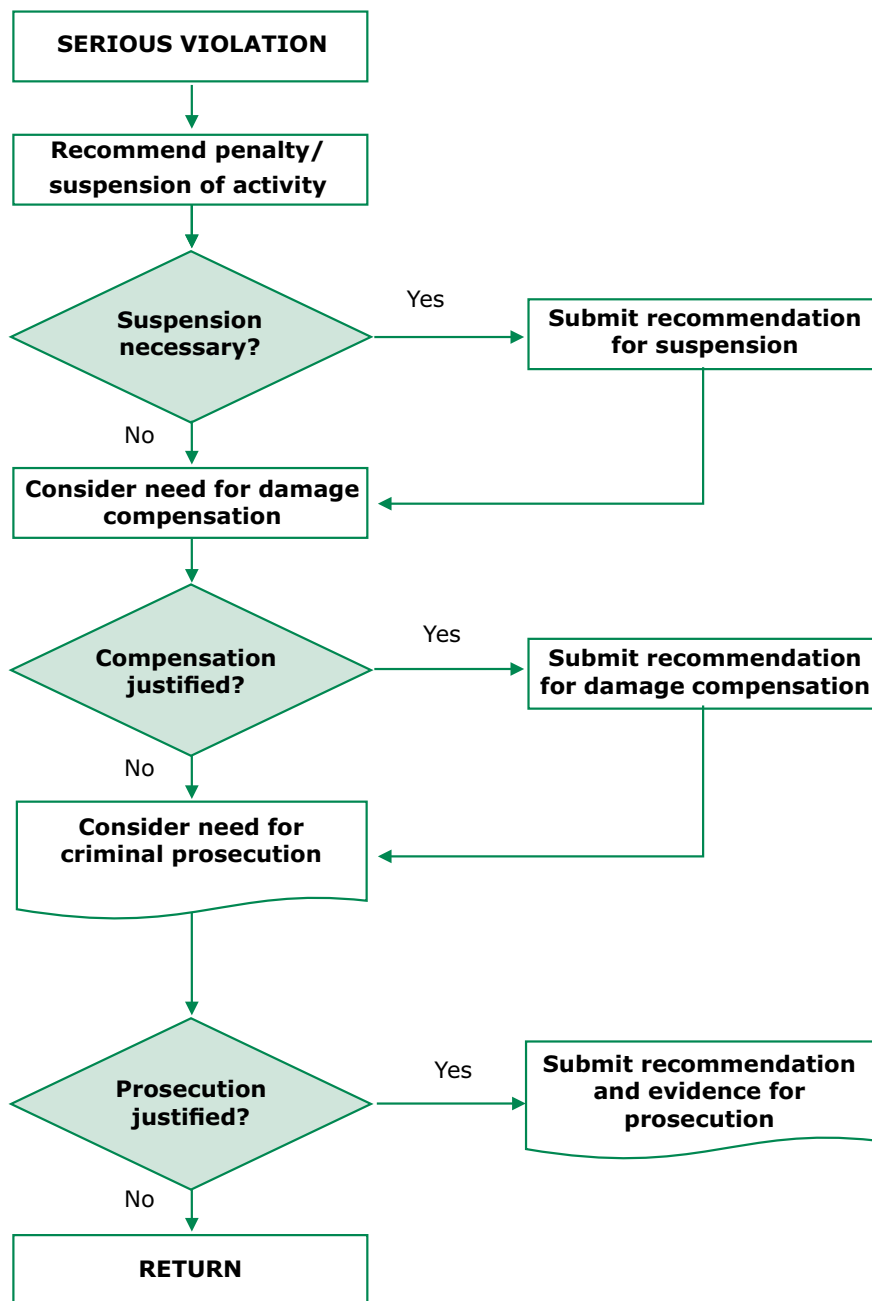 SERIOUS VIOLATION
Recommend penalty/
suspension of activity
Suspension
necessary?
Yes
Submit recommendation
for suspension
No
Consider need for damage
compensation
Compensation
justified?
Yes
Submit recommendation
for damage compensation
No
Consider need for
criminal prosecution
Prosecution
justified?
Yes
Submit recommendation
and evidence for
prosecution
No
RETURN